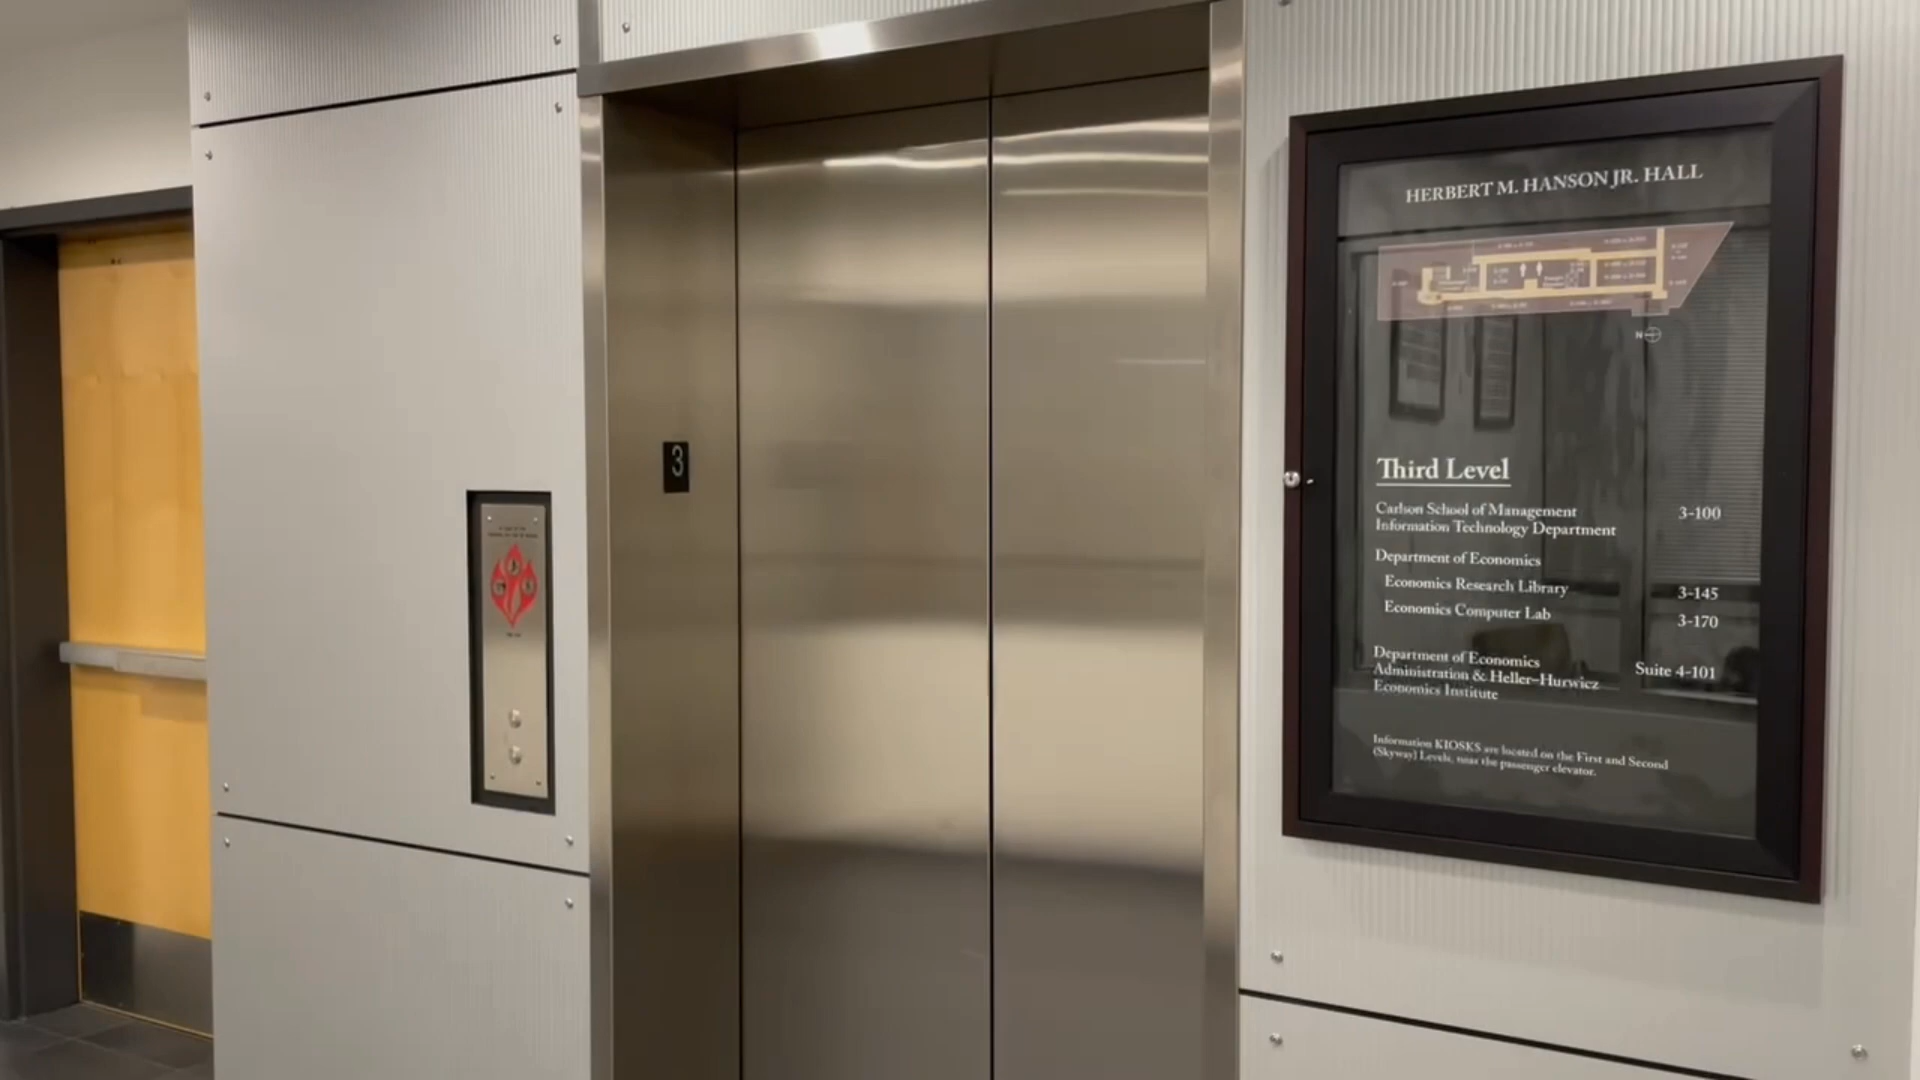 3
HERBERT M. HANSON JR. HALL
N
Third Level
Carlson School of Management 3-100
Information Technology Department
Department of Economics
Economics Research Library 3-145
Economics Computer Lab 3-170
Department of Economics
Administration & Heller-Hurwicz Suite 4-101
Economics Institute
Information KIOSKS are located on the First and Second
(Skyway) Levels, near the passenger elevator.